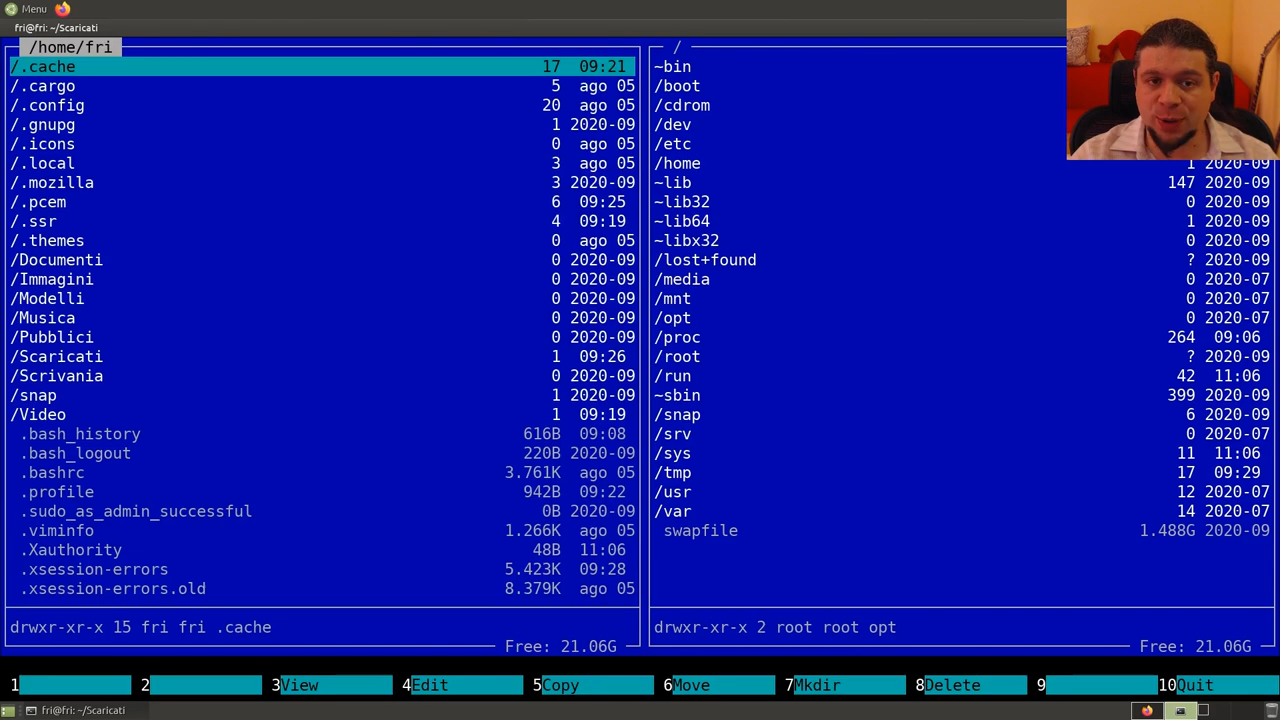 Menu
fri@fri: ~/Scaricati
/home/fri
/.cache 17 09:21
/.cargo 5 ago 05
/.config 20 ago 05
/.gnupg 1 2020-09
/.icons 0 ago 05
/.local 3 ago 05
/.mozilla 3 2020-09
/.pcem 6 09:25
/.ssr 4 09:19
/.themes 0 ago 05
/Documenti 0 2020-09
/Immagini 0 2020-09
/Modelli 0 2020-09
/Musica 0 2020-09
/Pubblici 0 2020-09
/Scaricati 1 09:26
/Scrivania 0 2020-09
/snap 1 2020-09
/Video 1 09:19
.bash_history 616B 09:08
.bash_logout 220B 2020-09
.bashrc 3.761K ago 05
.profile 942B 09:22
.sudo_as_admin_successful 0B 2020-09
.viminfo 1.266K ago 05
.Xauthority 48B 11:06
.xsession-errors 5.423K 09:28
.xsession-errors.old 8.379K ago 05
drwxr-xr-x 15 fri fri .cache
Free: 21.06G
/
~bin
/boot
/cdrom
/dev
/etc
/home 1 2020-09
~lib 147 2020-09
~lib32 0 2020-09
~lib64 1 2020-09
~libx32 0 2020-09
/lost+found ? 2020-09
/media 0 2020-07
/mnt 0 2020-07
/opt 0 2020-07
/proc 264 09:06
/root ? 2020-09
/run 42 11:06
~sbin 399 2020-09
/snap 6 2020-09
/srv 0 2020-07
/sys 11 11:06
/tmp 17 09:29
/usr 12 2020-07
/var 14 2020-07
swapfile 1.488G 2020-09
drwxr-xr-x 2 root root opt
Free: 21.06G
1 2 3View 4Edit 5Copy 6Move 7Mkdir 8Delete 9 10Quit
fri@fri: ~/Scaricati